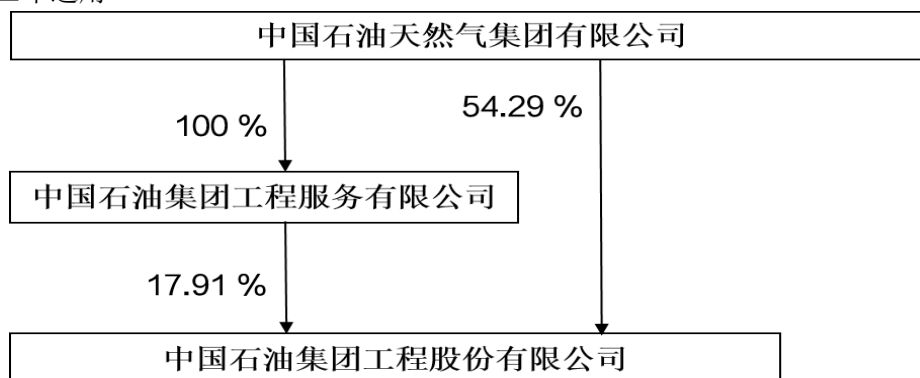 中国石油天然气集团有限公司
54.29 %
100 %
中国石油集团工程服务有限公司
17.91 %
中国石油集团工程股份有限公司